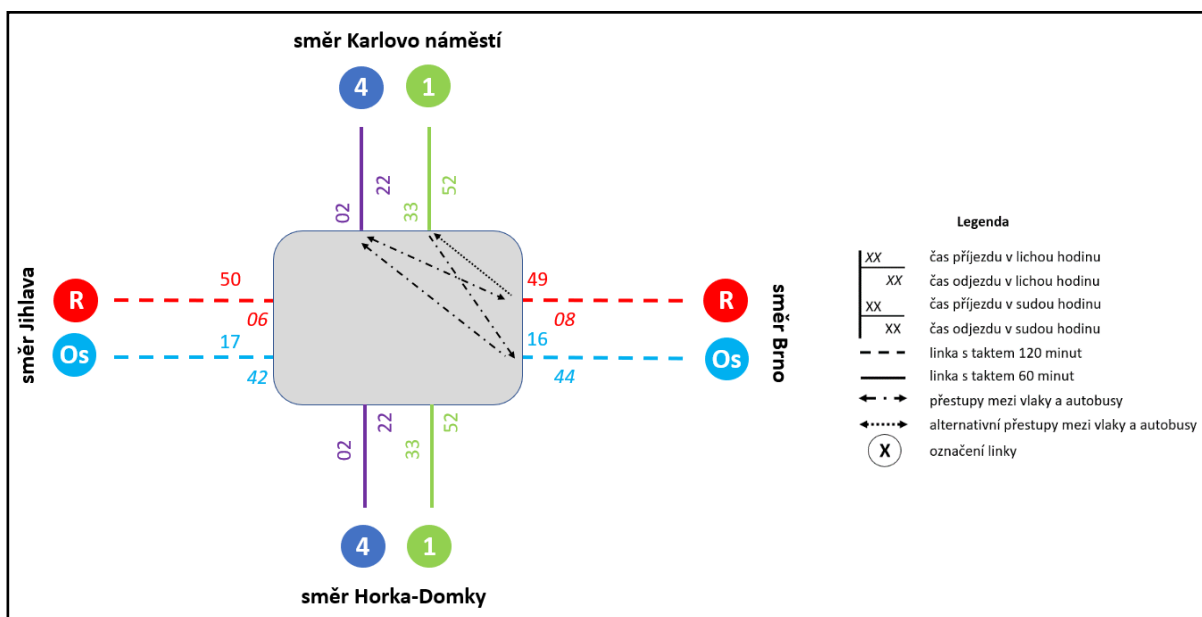 směr Karlovo náměstí
4 1
02 22 33 52
směr Jihlava
R 50 49 R
06 08
Os 17 16 Os
42 44
směr Brno
02 22 33 52
4 1
směr Horka-Domky
Legenda
XX čas příjezdu v lichou hodinu
XX čas odjezdu v lichou hodinu
XX čas příjezdu v sudou hodinu
XX čas odjezdu v sudou hodinu
linka s taktem 120 minut
linka s taktem 60 minut
přestupy mezi vlaky a autobusy
alternativní přestupy mezi vlaky a autobusy
X označení linky